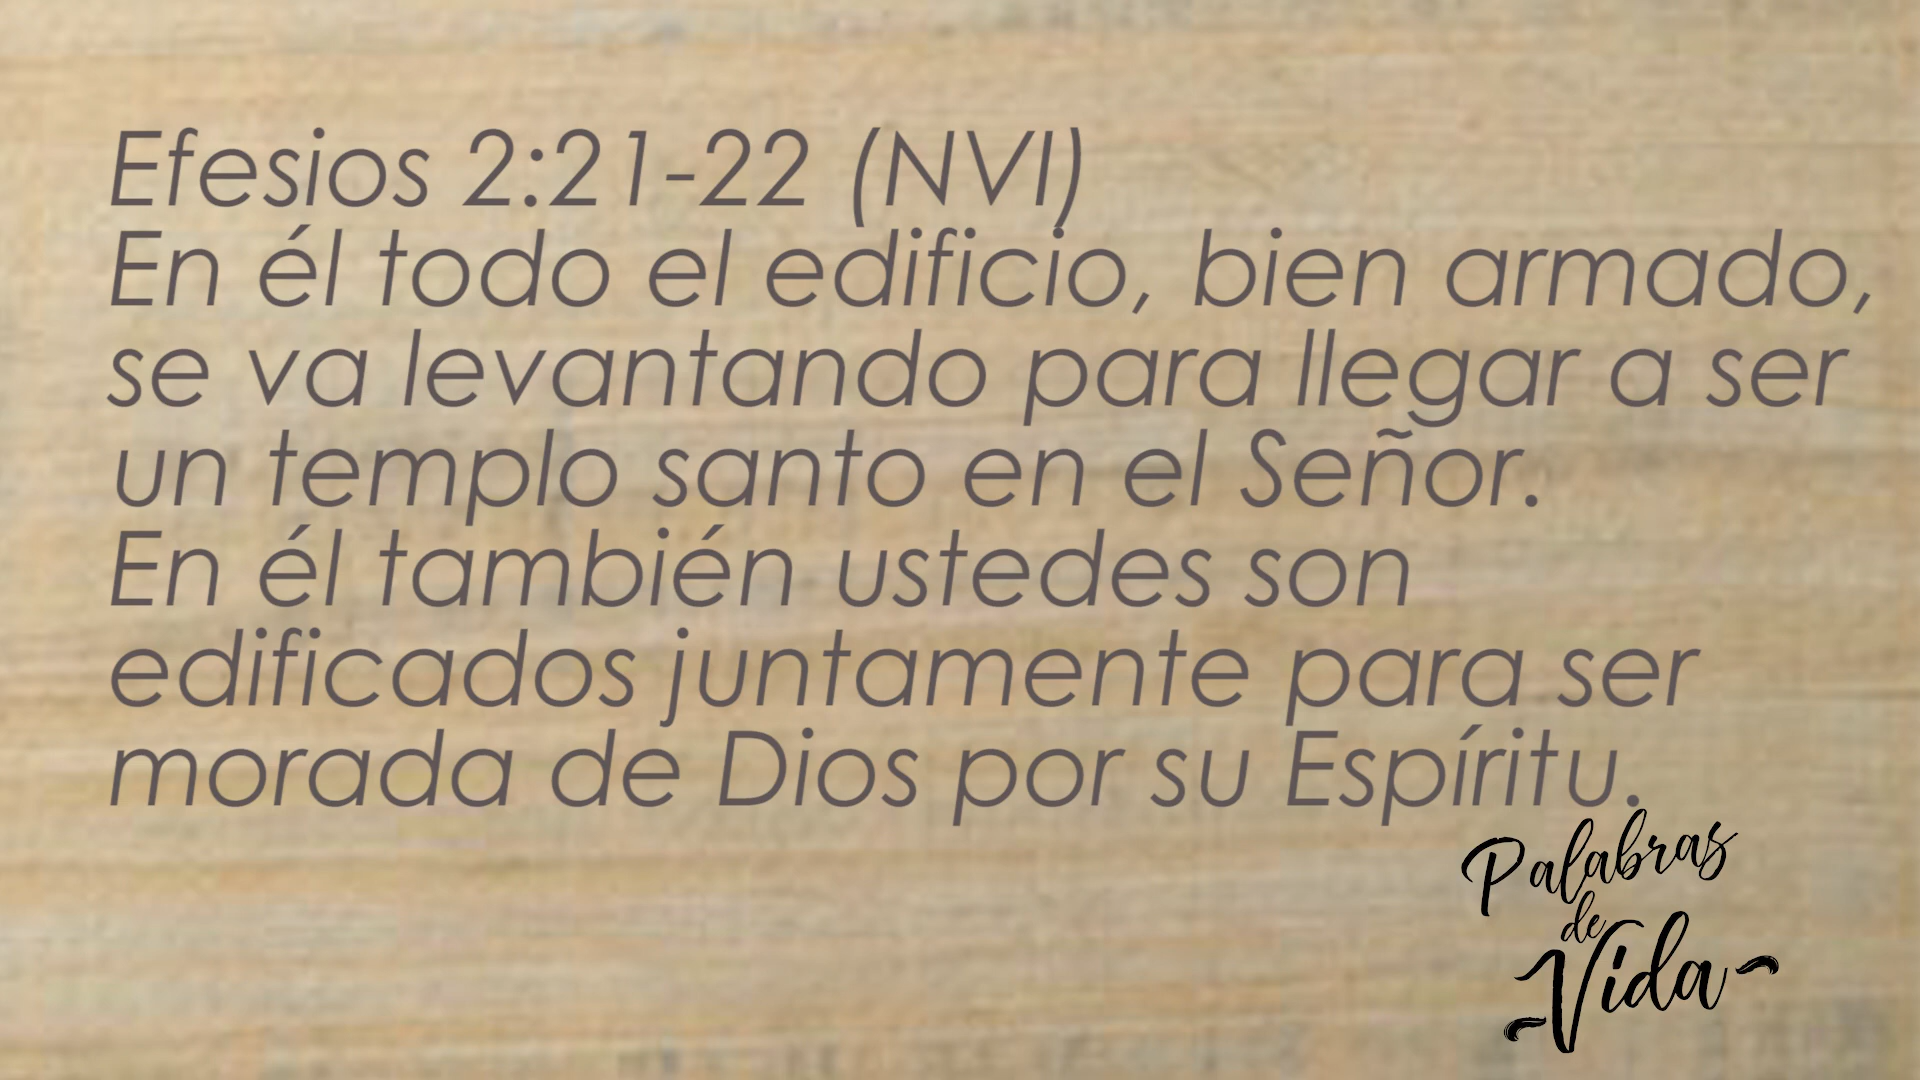 Efesios 2:21-22 (NVI)
En él todo el edificio, bien armado,
se va levantando para llegar a ser
un templo santo en el Señor.
En él también ustedes son
edificados juntamente para ser
morada de Dios por su Espíritu.
Palabras
de
Vida